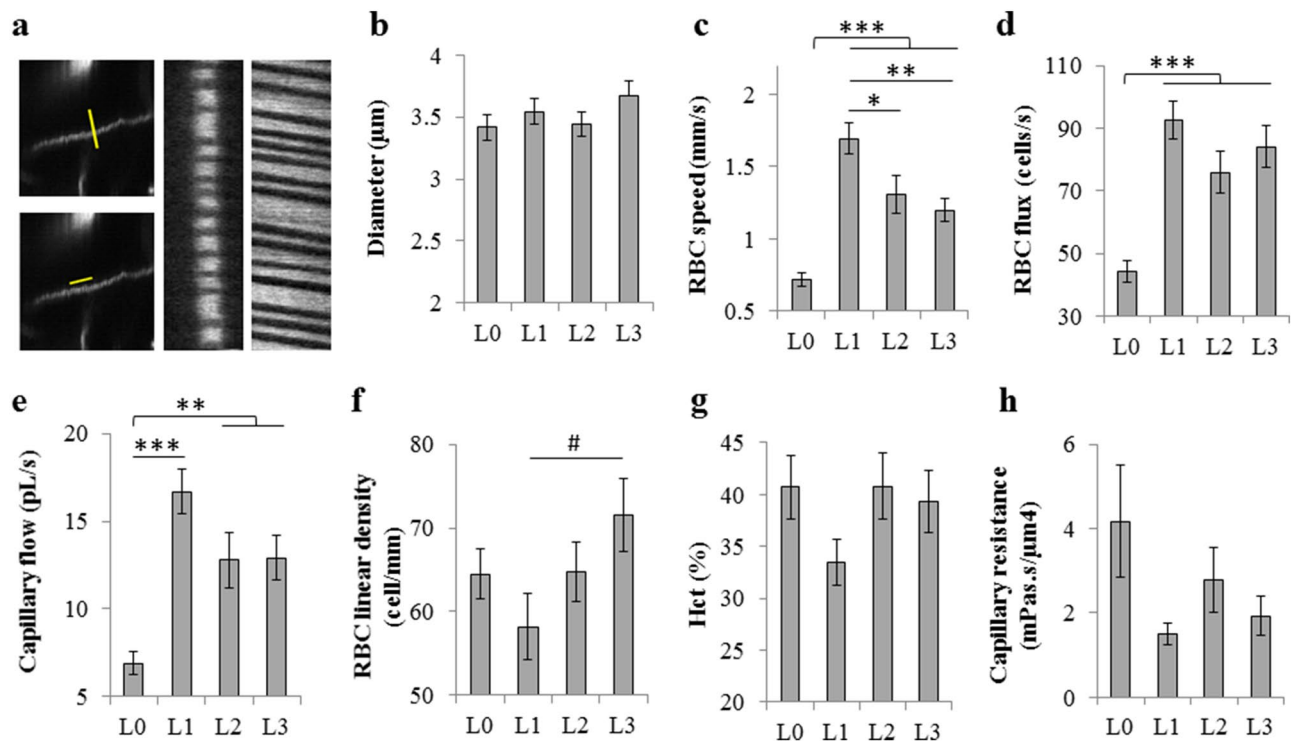 a
b
Diameter (µm)
4
3.5
3
2.5
2
L0 L1 L2 L3
c
RBC speed (mm/s)
***
**
*
2
1.5
1
0.5
L0 L1 L2 L3
d
RBC flux (cells/s)
***
110
90
70
50
30
L0 L1 L2 L3
e
Capillary flow (pL/s)
**
***
20
15
10
5
L0 L1 L2 L3
f
RBC linear density
(cell/mm)
#
80
70
60
50
L0 L1 L2 L3
g
Hct (%)
45
40
35
30
25
20
L0 L1 L2 L3
h
Capillary resistance
(mPas.s/µm4)
6
4
2
0
L0 L1 L2 L3